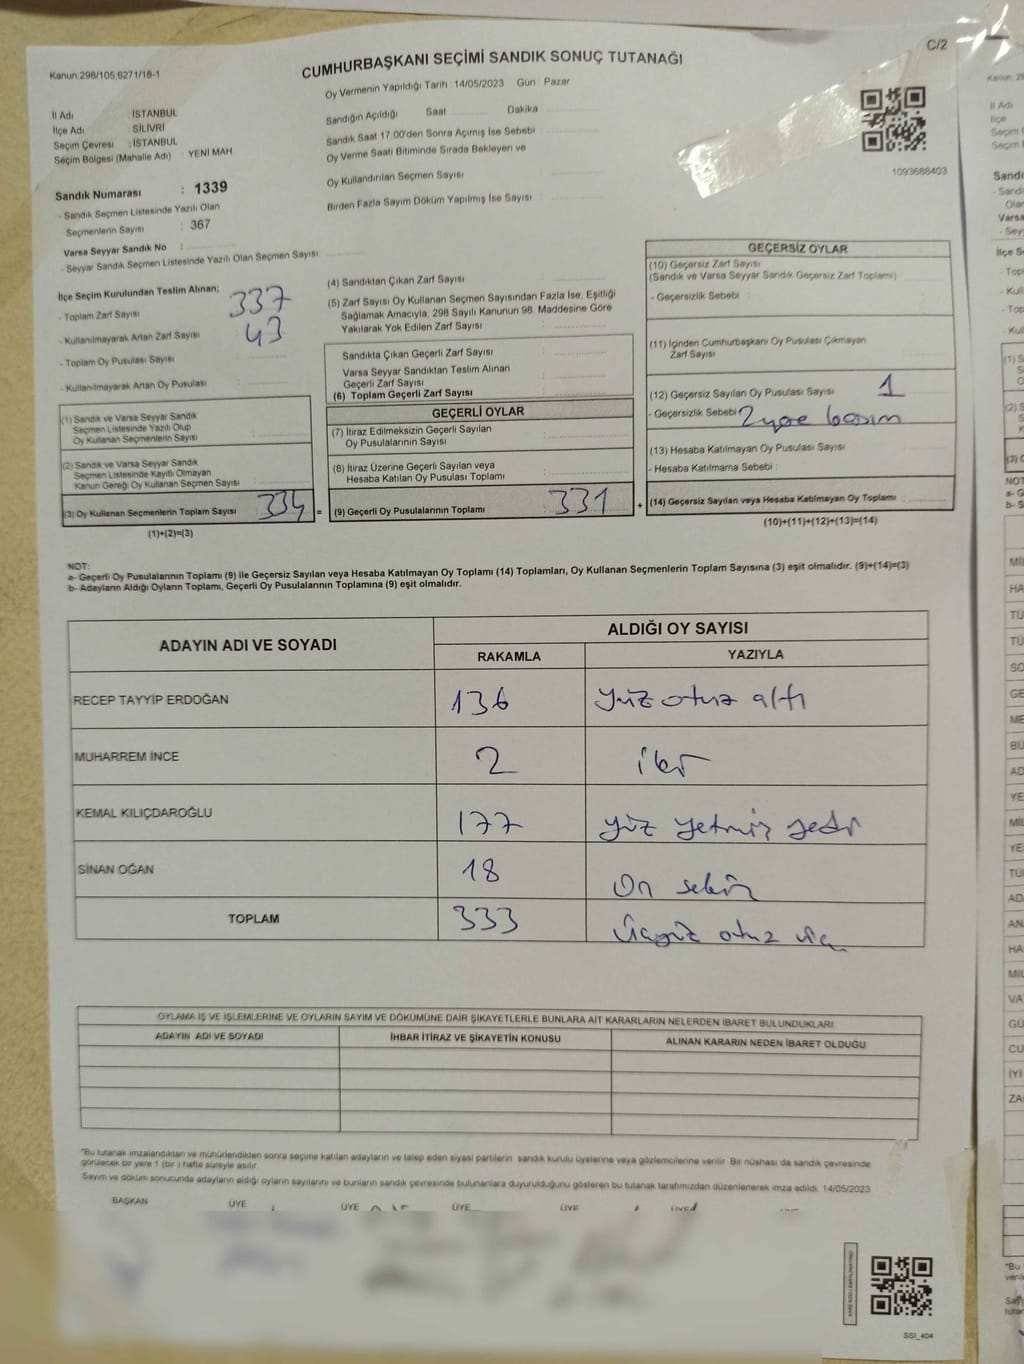 C/2
Kanun,298/105,6271/18-1
CUMHURBAŞKANI SEÇİMİ SANDIK SONUÇ TUTANAĞI
Oy Vermenin Yapıldığı Tarih : 14/05/2023 Gün : Pazar
İl Adı : İSTANBUL
İlçe Adı : SİLİVRİ
Seçim Çevresi : İSTANBUL
Seçim Bölgesi (Mahalle Adı) : YENİ MAH
Sandık Numarası : 1339
- Sandık Seçmen Listesinde Yazılı Olan
Seçmenlerin Sayısı : 367
Varsa Seyyar Sandık No :
- Seyyar Sandık Seçmen Listesinde Yazılı Olan Seçmen Sayısı :
Sandığın Açıldığı Saat Dakika
Sandık Saat 17.00'den Sonra Açılmış İse Sebebi
Oy Verme Saati Bitiminde Sırada Bekleyen ve
Oy Kullandırılan Seçmen Sayısı :
Birden Fazla Sayım Döküm Yapılmış İse Sayısı :
1093688403
İlçe Seçim Kurulundan Teslim Alınan;
- Toplam Zarf Sayısı : 337
- Kullanılmayarak Artan Zarf Sayısı : 43
- Toplam Oy Pusulası Sayısı :
- Kullanılmayarak Artan Oy Pusulası :
(1) Sandık ve Varsa Seyyar Sandık
Seçmen Listesinde Yazılı Olup
Oy Kullanan Seçmenlerin Sayısı :
(2) Sandık ve Varsa Seyyar Sandık
Seçmen Listesinde Kayıtlı Olmayan
Kanun Gereği Oy Kullanan Seçmen Sayısı :
(3) Oy Kullanan Seçmenlerin Toplam Sayısı : 334 =
(1)+(2)=(3)
(4) Sandıktan Çıkan Zarf Sayısı :
(5) Zarf Sayısı Oy Kullanan Seçmen Sayısından Fazla İse, Eşitliği
Sağlamak Amacıyla, 298 Sayılı Kanunun 98. Maddesine Göre
Yakılarak Yok Edilen Zarf Sayısı :
Sandıkta Çıkan Geçerli Zarf Sayısı :
Varsa Seyyar Sandıktan Teslim Alınan
Geçerli Zarf Sayısı :
(6) Toplam Geçerli Zarf Sayısı :
GEÇERLİ OYLAR
(7) İtiraz Edilmeksizin Geçerli Sayılan
Oy Pusulalarının Sayısı :
(8) İtiraz Üzerine Geçerli Sayılan veya
Hesaba Katılan Oy Pusulası Toplamı :
(9) Geçerli Oy Pusulalarının Toplamı : 331 +
GEÇERSİZ OYLAR
(10) Geçersiz Zarf Sayısı
(Sandık ve Varsa Seyyar Sandık Geçersiz Zarf Toplamı)
- Geçersizlik Sebebi :
(11) İçinden Cumhurbaşkanı Oy Pusulası Çıkmayan
Zarf Sayısı :
(12) Geçersiz Sayılan Oy Pusulası Sayısı : 1
- Geçersizlik Sebebi : 2 yere basım
(13) Hesaba Katılmayan Oy Pusulası Sayısı :
- Hesaba Katılmama Sebebi :
(14) Geçersiz Sayılan veya Hesaba Katılmayan Oy Toplamı :
(10)+(11)+(12)+(13)=(14)
NOT:
a- Geçerli Oy Pusulalarının Toplamı (9) ile Geçersiz Sayılan veya Hesaba Katılmayan Oy Toplamı (14) Toplamları, Oy Kullanan Seçmenlerin Toplam Sayısına (3) eşit olmalıdır. (9)+(14)=(3)
b- Adayların Aldığı Oyların Toplamı, Geçerli Oy Pusulalarının Toplamına (9) eşit olmalıdır.
ADAYIN ADI VE SOYADI
ALDIĞI OY SAYISI
RAKAMLA YAZIYLA
RECEP TAYYİP ERDOĞAN 136 yüz otuz altı
MUHARREM İNCE 2 iki
KEMAL KILIÇDAROĞLU 177 yüz yetmiş yedi
SİNAN OĞAN 18 On sekiz
TOPLAM 333 Üçyüz otuz üç
OYLAMA İŞ VE İŞLEMLERİNE VE OYLARIN SAYIM VE DÖKÜMÜNE DAİR ŞİKAYETLERLE BUNLARA AİT KARARLARIN NELERDEN İBARET BULUNDUKLARI
ADAYIN ADI VE SOYADI İHBAR İTİRAZ VE ŞİKAYETİN KONUSU ALINAN KARARIN NEDEN İBARET OLDUĞU
*Bu tutanak imzalandıktan ve mühürlendikten sonra seçime katılan adayların ve talep eden siyasi partilerin sandık kurulu üyelerine veya gözlemcilerine verilir. Bir nüshası da sandık çevresinde
görülecek bir yere 1 (bir ) hafta süreyle asılır.
Sayım ve döküm sonucunda adayların aldığı oyların sayılarını ve bunların sandık çevresinde bulunanlara duyurulduğunu gösteren bu tutanak tarafımızdan düzenlenerek imza edildi. 14/05/2023
BAŞKAN ÜYE ÜYE ÜYE ÜYE ÜYE
SSİ_404